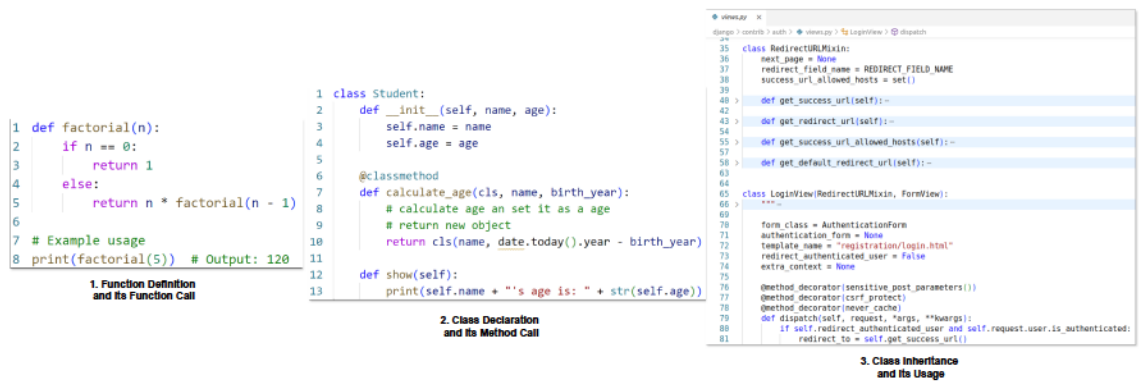 1 def factorial(n):
2 if n == 0:
3 return 1
4 else:
5 return n * factorial(n - 1)
6
7 # Example usage
8 print(factorial(5)) # Output: 120
1. Function Definition
and Its Function Call
1 class Student:
2 def __init__(self, name, age):
3 self.name = name
4 self.age = age
5
6 @classmethod
7 def calculate_age(cls, name, birth_year):
8 # calculate age an set it as a age
9 # return new object
10 return cls(name, date.today().year - birth_year)
11
12 def show(self):
13 print(self.name + "'s age is: " + str(self.age))
2. Class Declaration
and Its Method Call
views.py ×
django > contrib > auth > views.py > LoginView > dispatch
34
35 class RedirectURLMixin:
36 next_page = None
37 redirect_field_name = REDIRECT_FIELD_NAME
38 success_url_allowed_hosts = set()
39
40 > def get_success_url(self):-
42
43 > def get_redirect_url(self):-
54
55 > def get_success_url_allowed_hosts(self):-
57
58 > def get_default_redirect_url(self):-
63
64
65 class LoginView(RedirectURLMixin, FormView):
66 > """-
69
70 form_class = AuthenticationForm
71 authentication_form = None
72 template_name = "registration/login.html"
73 redirect_authenticated_user = False
74 extra_context = None
75
76 @method_decorator(sensitive_post_parameters())
77 @method_decorator(csrf_protect)
78 @method_decorator(never_cache)
79 def dispatch(self, request, *args, **kwargs):
80 if self.redirect_authenticated_user and self.request.user.is_authenticated:
81 redirect_to = self.get_success_url()
3. Class Inheritance
and Its Usage